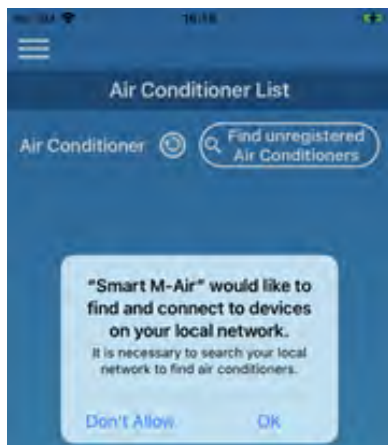 16:18
Air Conditioner List
Air Conditioner
Find unregistered
Air Conditioners
"Smart M-Air" would like to
find and connect to devices
on your local network.
It is necessary to search your local
network to find air conditioners.
Don't Allow
OK